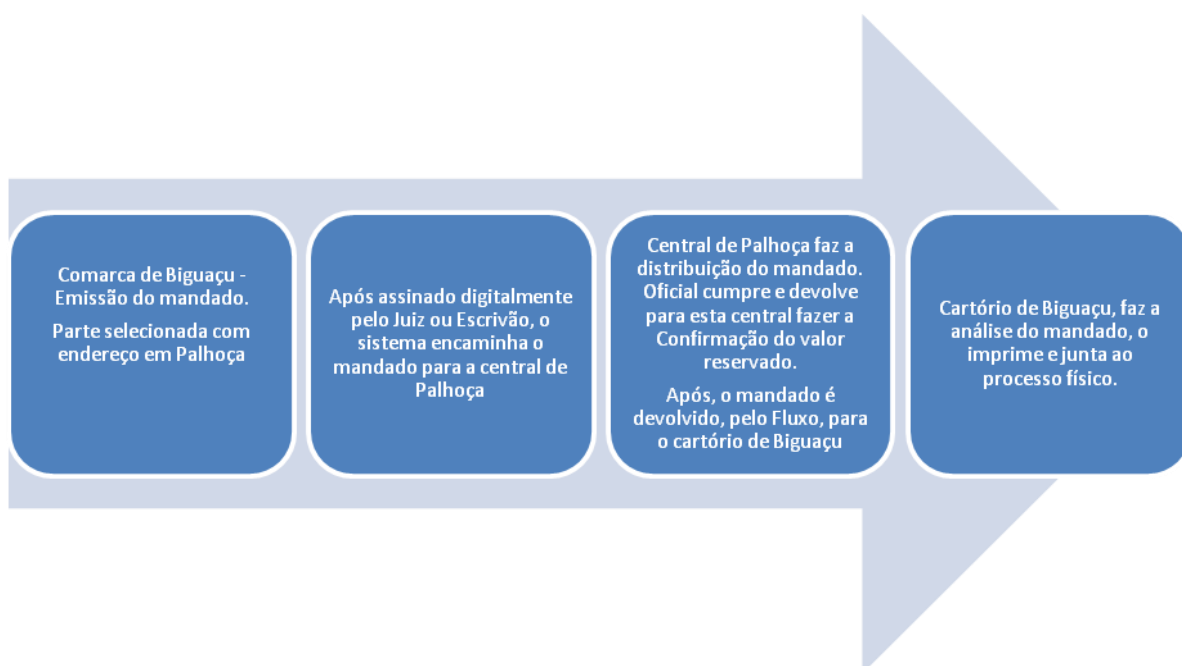 Comarca de Biguaçu -
Emissão do mandado.
Parte selecionada com
endereço em Palhoça
Após assinado digitalmente
pelo Juiz ou Escrivão, o
sistema encaminha o
mandado para a central de
Palhoça
Central de Palhoça faz a
distribuição do mandado.
Oficial cumpre e devolve
para esta central fazer a
Confirmação do valor
reservado.
Após, o mandado é
devolvido, pelo Fluxo, para
o cartório de Biguaçu
Cartório de Biguaçu, faz a
análise do mandado, o
imprime e junta ao
processo físico.